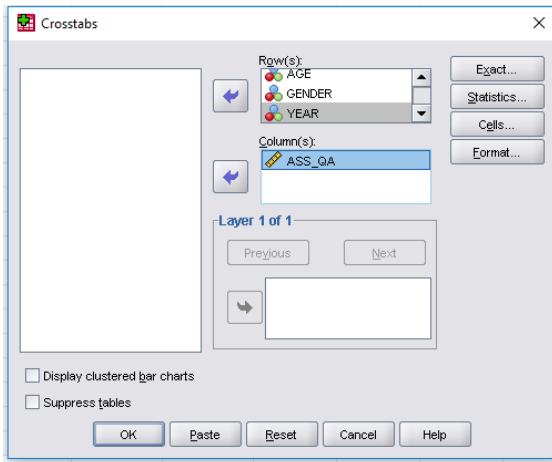 Crosstabs
Row(s):
AGE
GENDER
YEAR
Column(s):
ASS_QA
Layer 1 of 1
Previous
Next
Exact...
Statistics...
Cells...
Format...
Display clustered bar charts
Suppress tables
OK
Paste
Reset
Cancel
Help